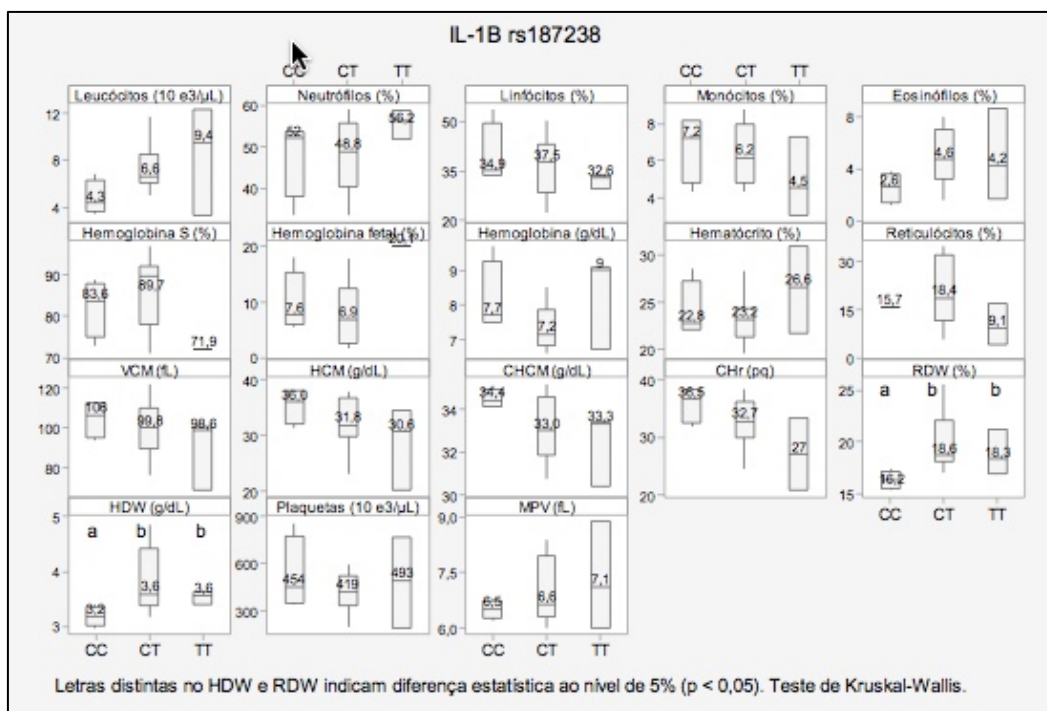 IL-1B rs187238
CC CT TT CC CT TT
Leucócitos (10 e3/µL) Neutrófilos (%) Linfócitos (%) Monócitos (%) Eosinófilos (%)
12 8 4 4,3 6,6 9,4
60 50 40 52 48,8 56,2
50 35 20 34,9 37,5 32,6
8 6 4 7,2 6,2 4,5
8 4 0 2,6 4,6 4,2
Hemoglobina S (%) Hemoglobina fetal (%) Hemoglobina (g/dL) Hematócrito (%) Reticulócitos (%)
90 80 70 83,6 89,7 71,9
20 10 0 7,6 6,9
9 8 7 7,7 7,2 9
30 25 20 22,8 23,2 26,6
30 15 0 15,7 18,4 9,1
VCM (fL) HCM (g/dL) CHCM (g/dL) CHr (pq) RDW (%)
120 100 80 106 99,8 98,6
40 30 20 36,0 31,8 30,6
34 32 30 34,4 33,0 33,3
40 30 20 36,5 32,7 27
25 20 15 a b b 16,2 18,6 18,3
HDW (g/dL) Plaquetas (10 e3/µL) MPV (fL)
5 4 3 a b b 3,2 3,6 3,6
900 600 300 454 419 493
9,0 7,5 6,0 6,5 6,6 7,1
CC CT TT
CC CT TT CC CT TT
Letras distintas no HDW e RDW indicam diferença estatística ao nível de 5% (p < 0,05). Teste de Kruskal-Wallis.